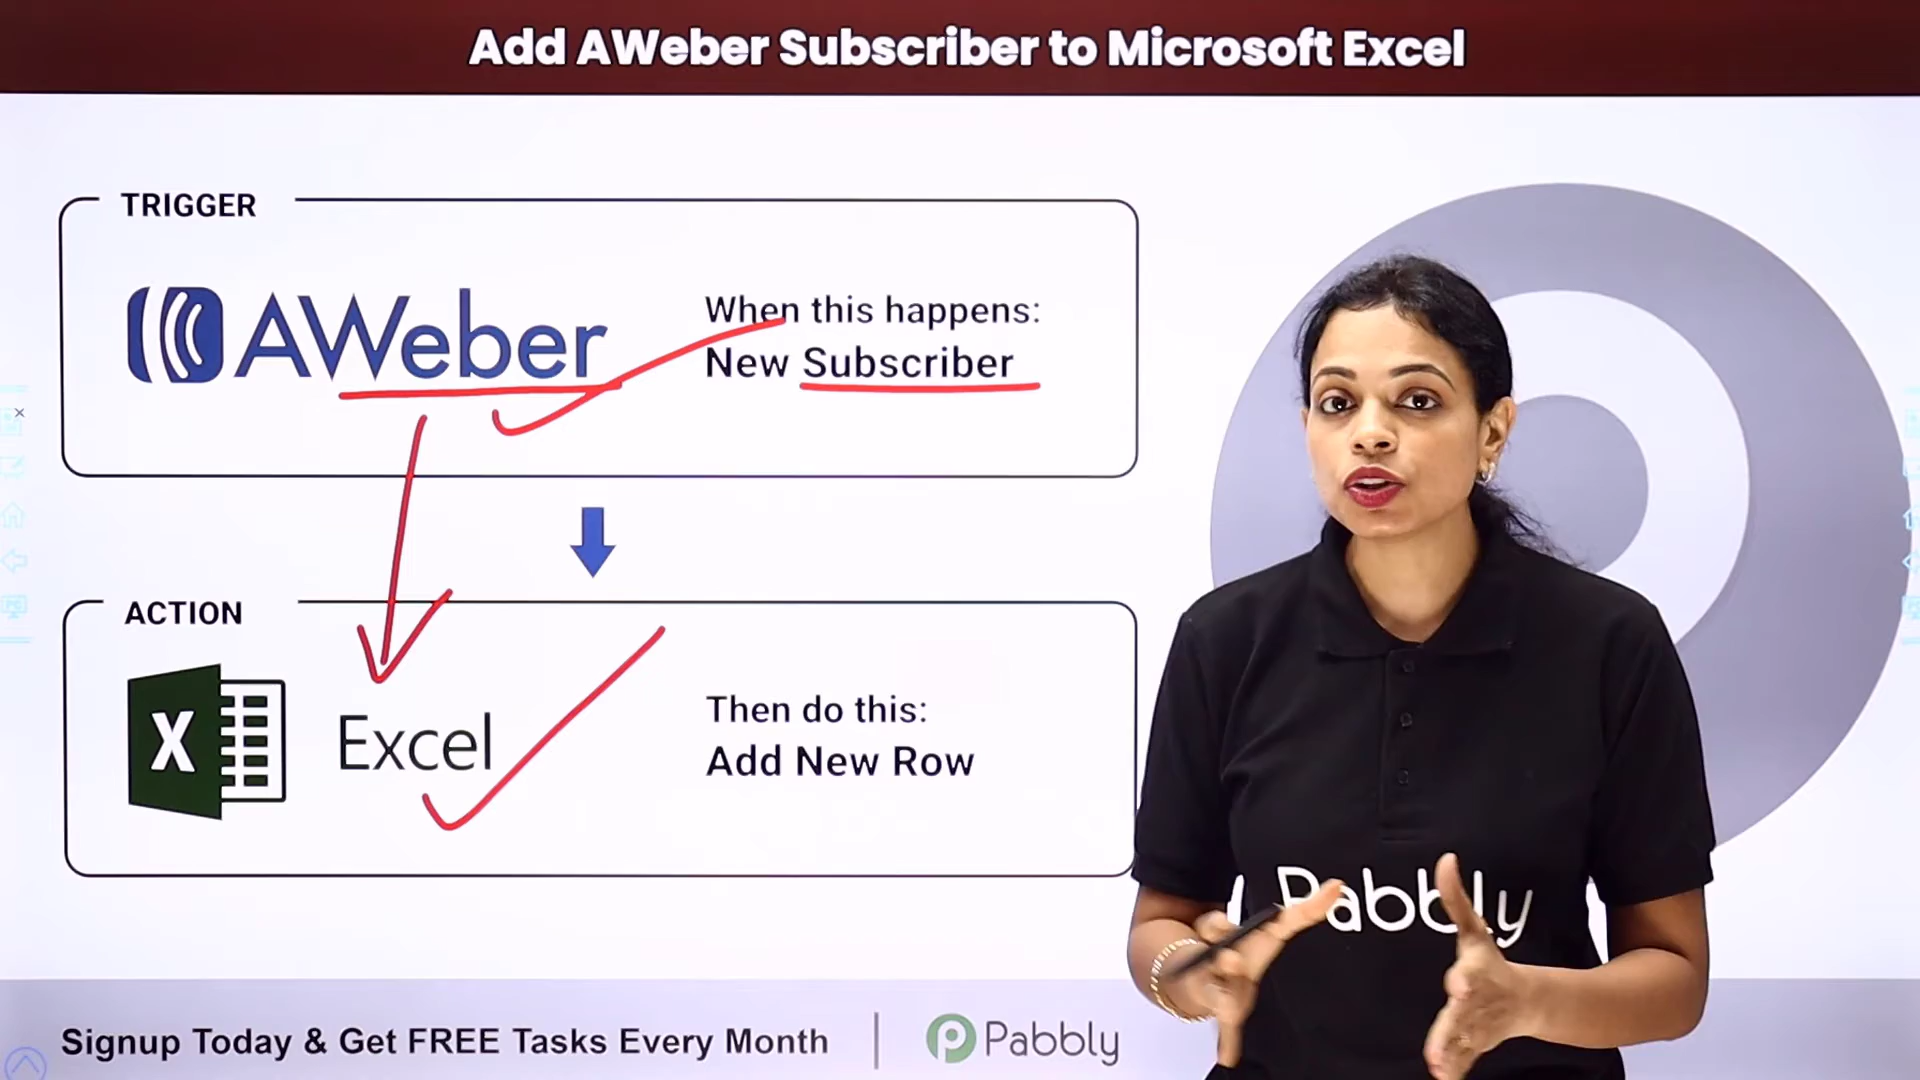 Add AWeber Subscriber to Microsoft Excel
TRIGGER
AWeber
When this happens:
New Subscriber
ACTION
X
Excel
Then do this:
Add New Row
Pabbly
Signup Today & Get FREE Tasks Every Month
Pabbly